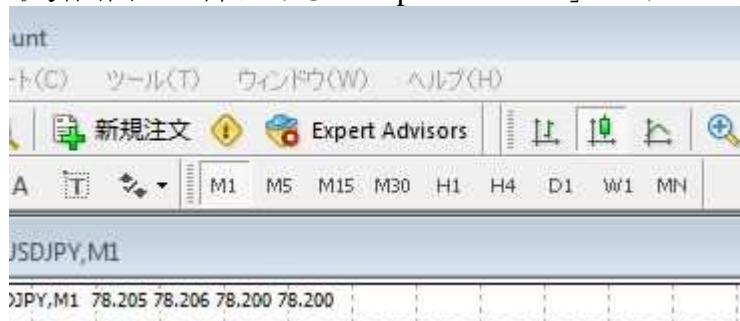 unt
ート(C) ツール(T) ウィンドウ(W) ヘルプ(H)
新規注文 Expert Advisors
A T M1 M5 M15 M30 H1 H4 D1 W1 MN
USDJPY,M1
DJPY,M1 78.205 78.206 78.200 78.200